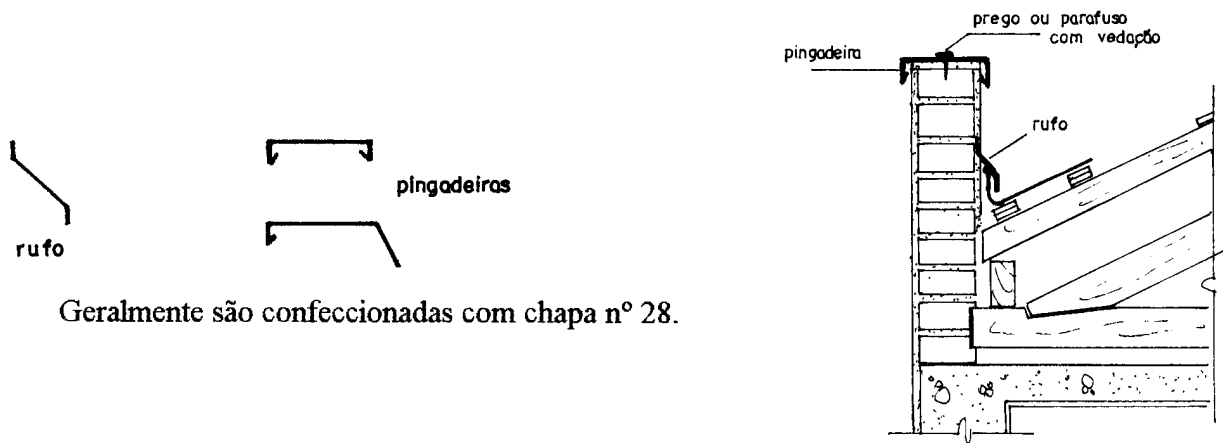 prego ou parafuso
com vedação
pingadeira
rufo
pingadeiras
rufo
Geralmente são confeccionadas com chapa nº 28.